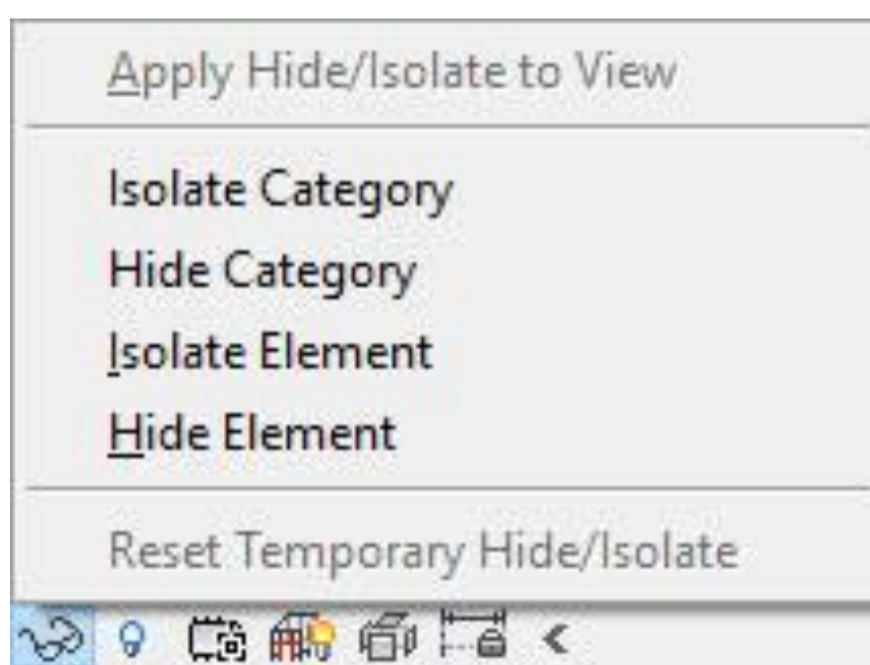 Apply Hide/Isolate to View
Isolate Category
Hide Category
Isolate Element
Hide Element
Reset Temporary Hide/Isolate